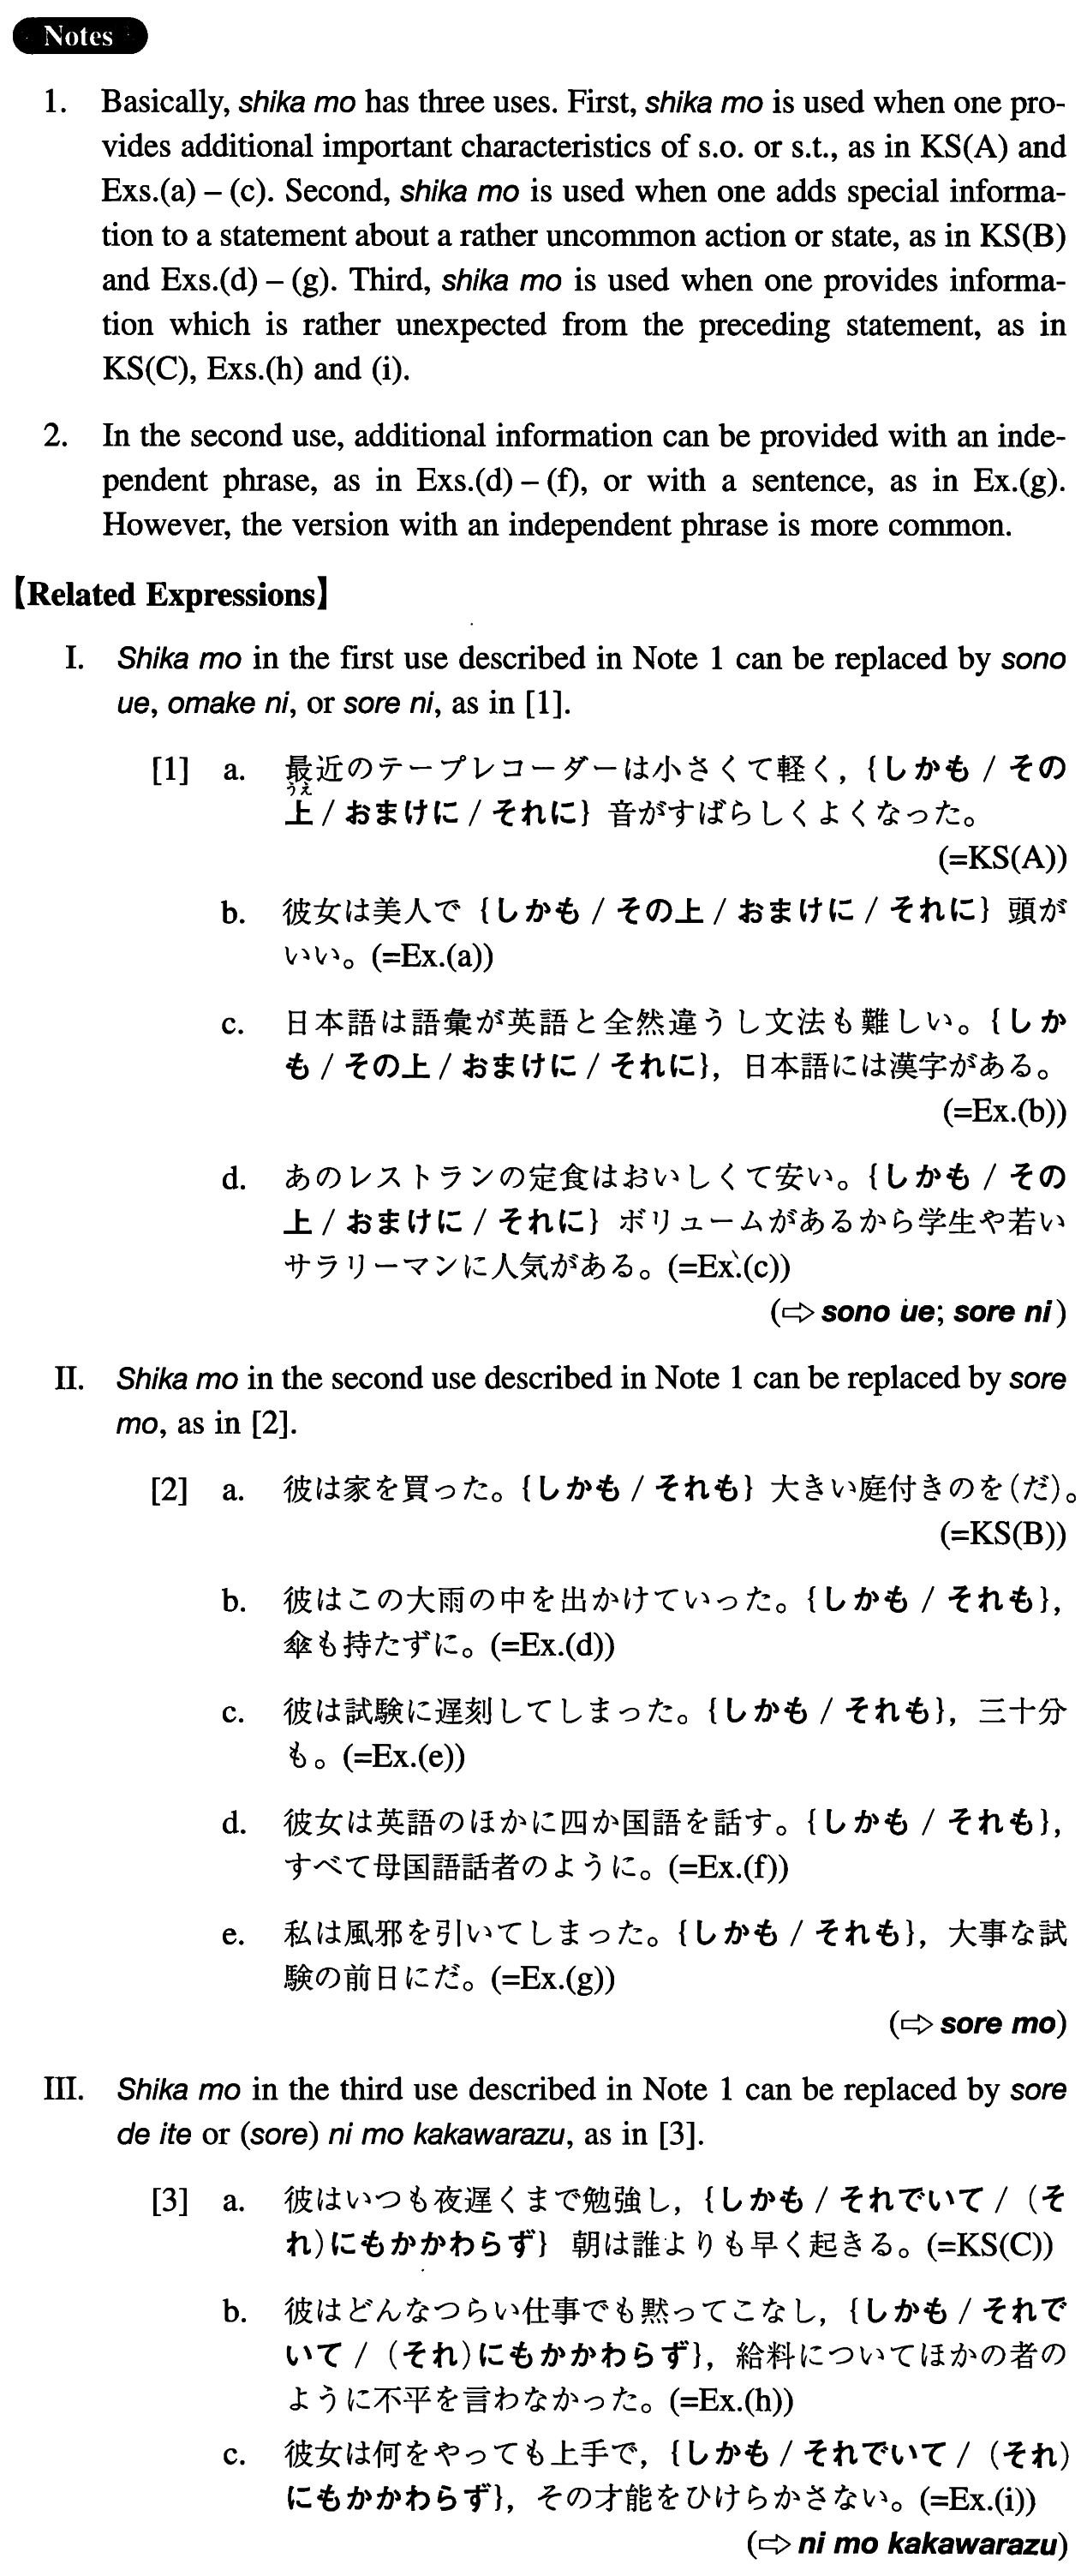 Notes
1. Basically, shika mo has three uses. First, shika mo is used when one pro-
vides additional important characteristics of s.o. or s.t., as in KS(A) and
Exs.(a) – (c). Second, shika mo is used when one adds special informa-
tion to a statement about a rather uncommon action or state, as in KS(B)
and Exs.(d) – (g). Third, shika mo is used when one provides informa-
tion which is rather unexpected from the preceding statement, as in
KS(C), Exs.(h) and (i).
2. In the second use, additional information can be provided with an inde-
pendent phrase, as in Exs.(d) – (f), or with a sentence, as in Ex.(g).
However, the version with an independent phrase is more common.
【Related Expressions】
I. Shika mo in the first use described in Note 1 can be replaced by sono
ue, omake ni, or sore ni, as in [1].
[1] a. 最近のテープレコーダーは小さくて軽く，{しかも / その
うえ
上 / おまけに / それに} 音がすばらしくよくなった。
(=KS(A))
b. 彼女は美人で {しかも / その上 / おまけに / それに} 頭が
いい。(=Ex.(a))
c. 日本語は語彙が英語と全然違うし文法も難しい。{しか
も / その上 / おまけに / それに}，日本語には漢字がある。
(=Ex.(b))
d. あのレストランの定食はおいしくて安い。{しかも / その
上 / おまけに / それに} ボリュームがあるから学生や若い
サラリーマンに人気がある。(=Ex.(c))
(⇨ sono ue; sore ni)
II. Shika mo in the second use described in Note 1 can be replaced by sore
mo, as in [2].
[2] a. 彼は家を買った。{しかも / それも} 大きい庭付きのを(だ)。
(=KS(B))
b. 彼はこの大雨の中を出かけていった。{しかも / それも}，
傘も持たずに。(=Ex.(d))
c. 彼は試験に遅刻してしまった。{しかも / それも}，三十分
も。(=Ex.(e))
d. 彼女は英語のほかに四か国語を話す。{しかも / それも}，
すべて母国語話者のように。(=Ex.(f))
e. 私は風邪を引いてしまった。{しかも / それも}，大事な試
験の前日にだ。(=Ex.(g))
(⇨ sore mo)
III. Shika mo in the third use described in Note 1 can be replaced by sore
de ite or (sore) ni mo kakawarazu, as in [3].
[3] a. 彼はいつも夜遅くまで勉強し，{しかも / それでいて / (そ
れ)にもかかわらず} 朝は誰よりも早く起きる。(=KS(C))
b. 彼はどんなつらい仕事でも黙ってこなし，{しかも / それで
いて / (それ)にもかかわらず}，給料についてほかの者の
ように不平を言わなかった。(=Ex.(h))
c. 彼女は何をやっても上手で，{しかも / それでいて / (それ)
にもかかわらず}，その才能をひけらかさない。(=Ex.(i))
(⇨ ni mo kakawarazu)